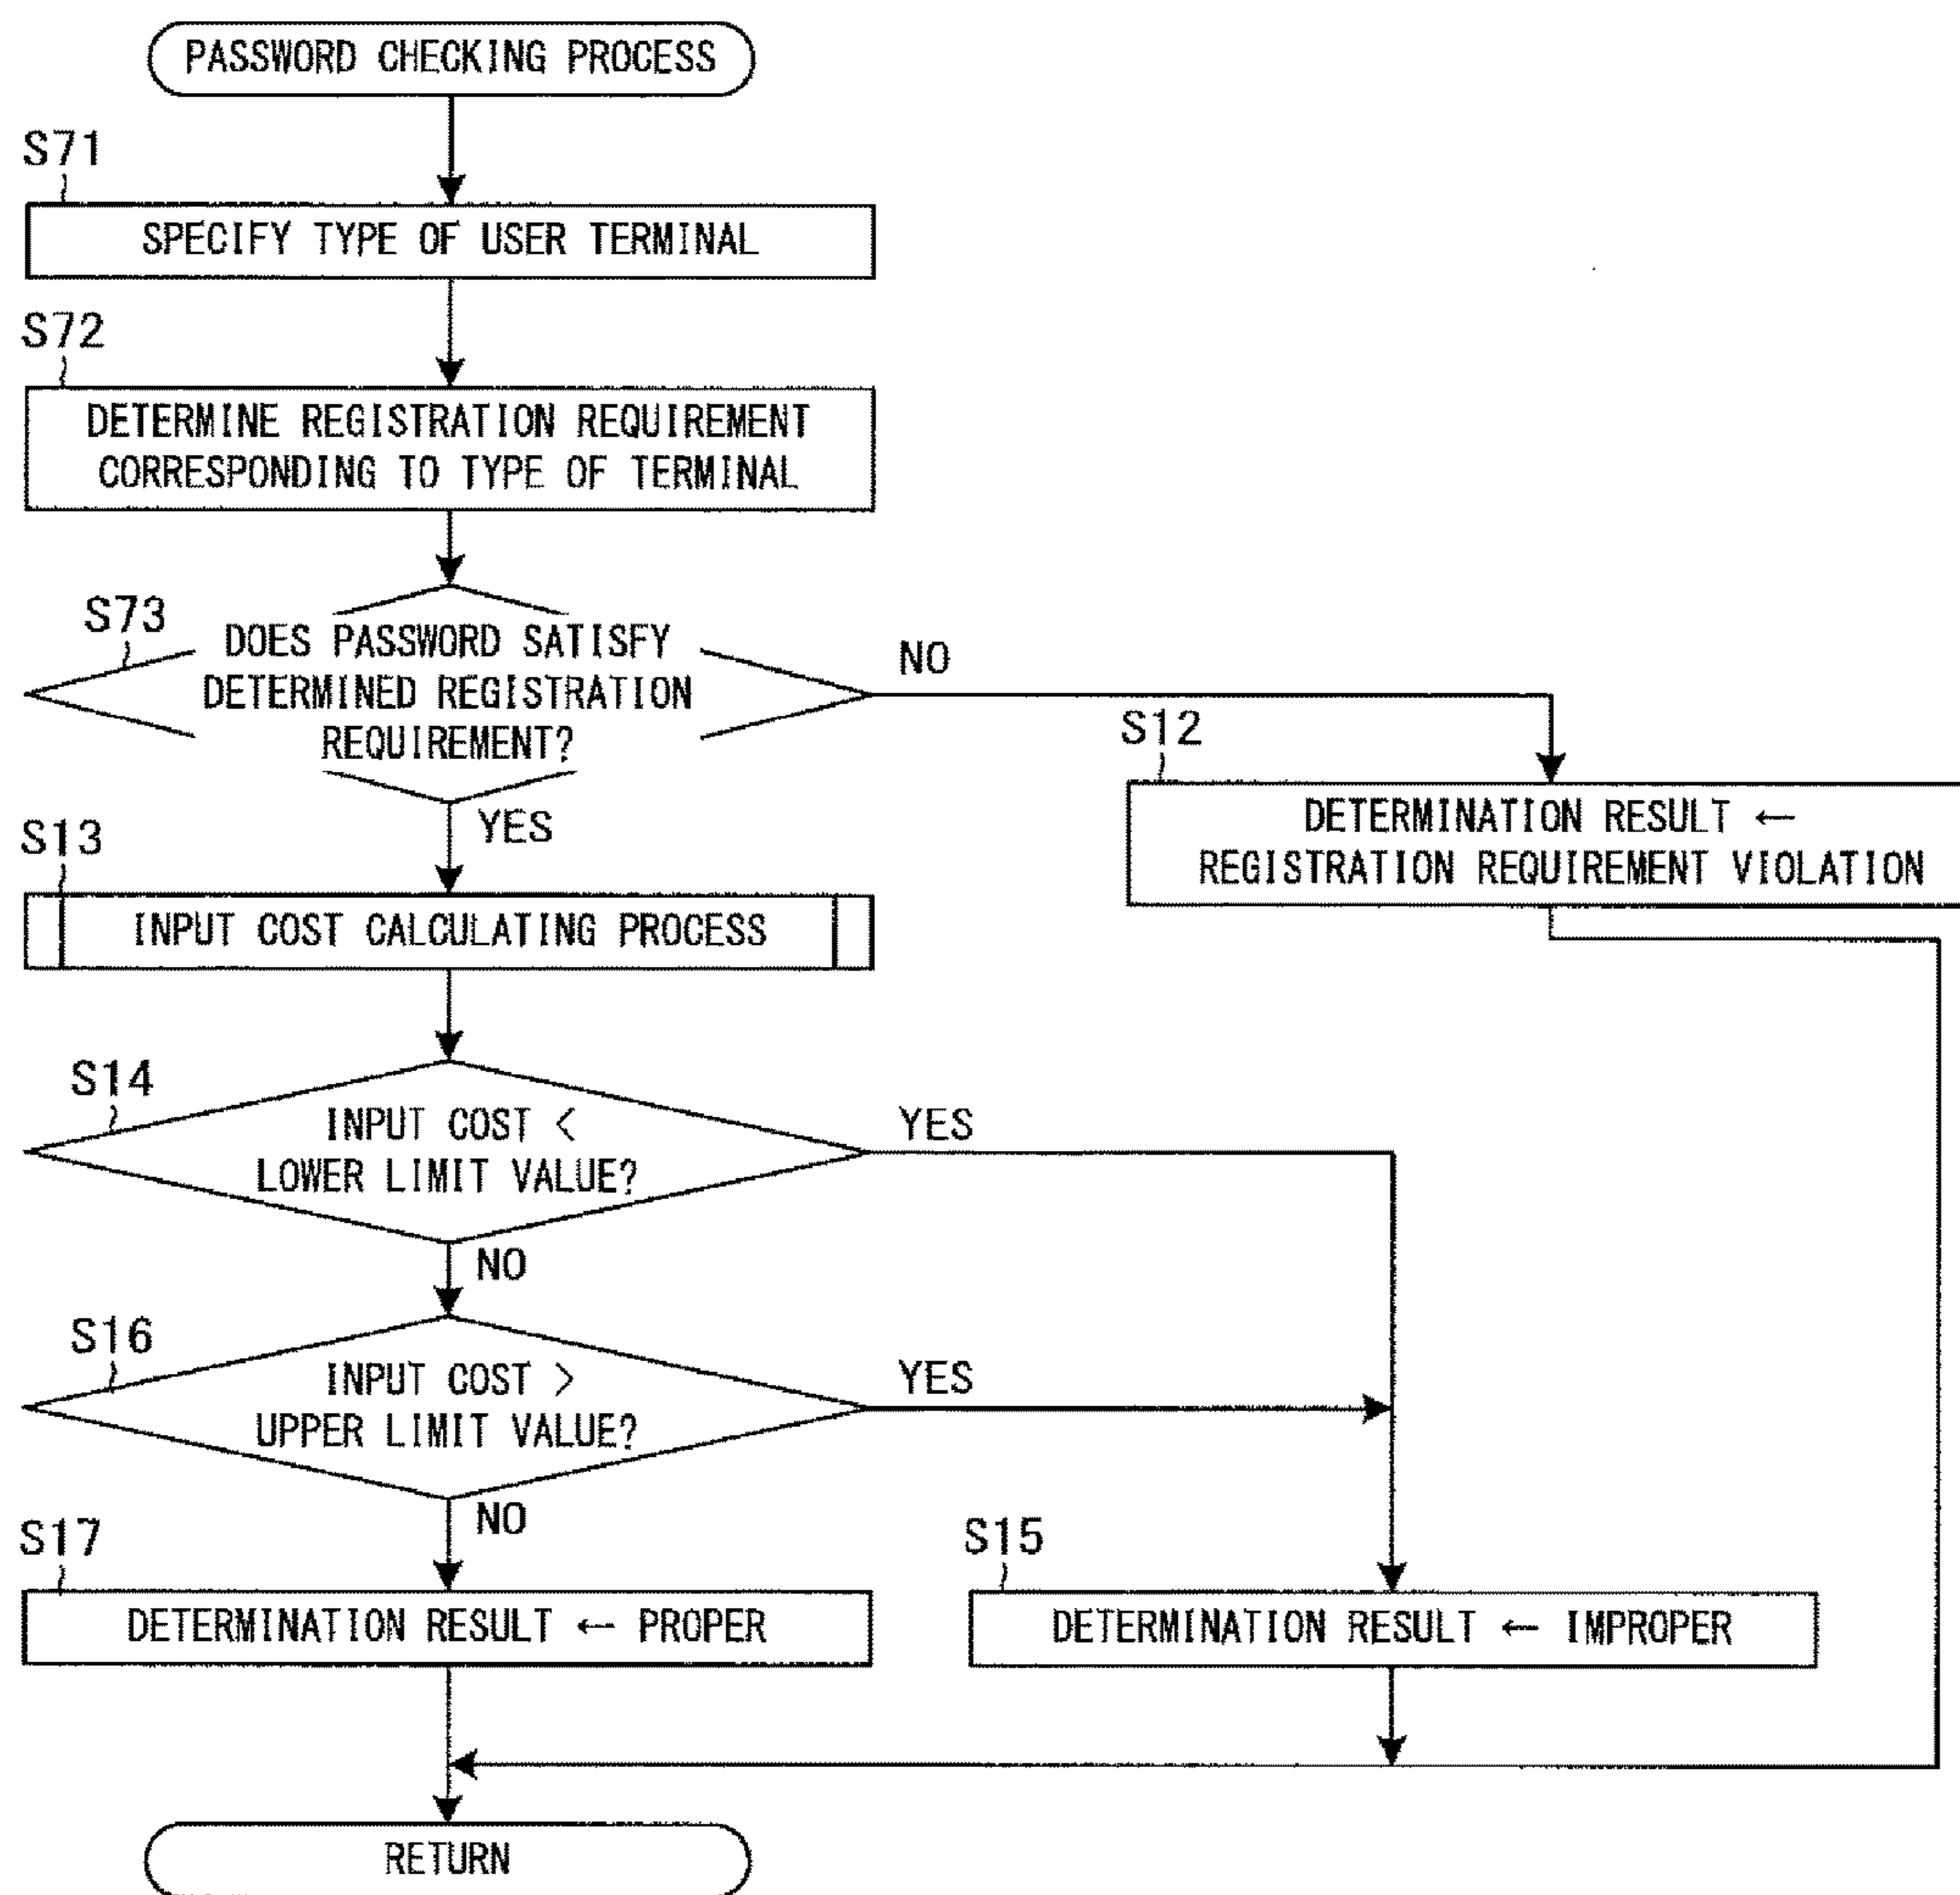 PASSWORD CHECKING PROCESS
S71
SPECIFY TYPE OF USER TERMINAL
S72
DETERMINE REGISTRATION REQUIREMENT
CORRESPONDING TO TYPE OF TERMINAL
S73
DOES PASSWORD SATISFY
DETERMINED REGISTRATION
REQUIREMENT?
NO
YES
S12
DETERMINATION RESULT ←
REGISTRATION REQUIREMENT VIOLATION
S13
INPUT COST CALCULATING PROCESS
S14
INPUT COST <
LOWER LIMIT VALUE?
YES
NO
S16
INPUT COST >
UPPER LIMIT VALUE?
YES
NO
S17
DETERMINATION RESULT ← PROPER
S15
DETERMINATION RESULT ← IMPROPER
RETURN